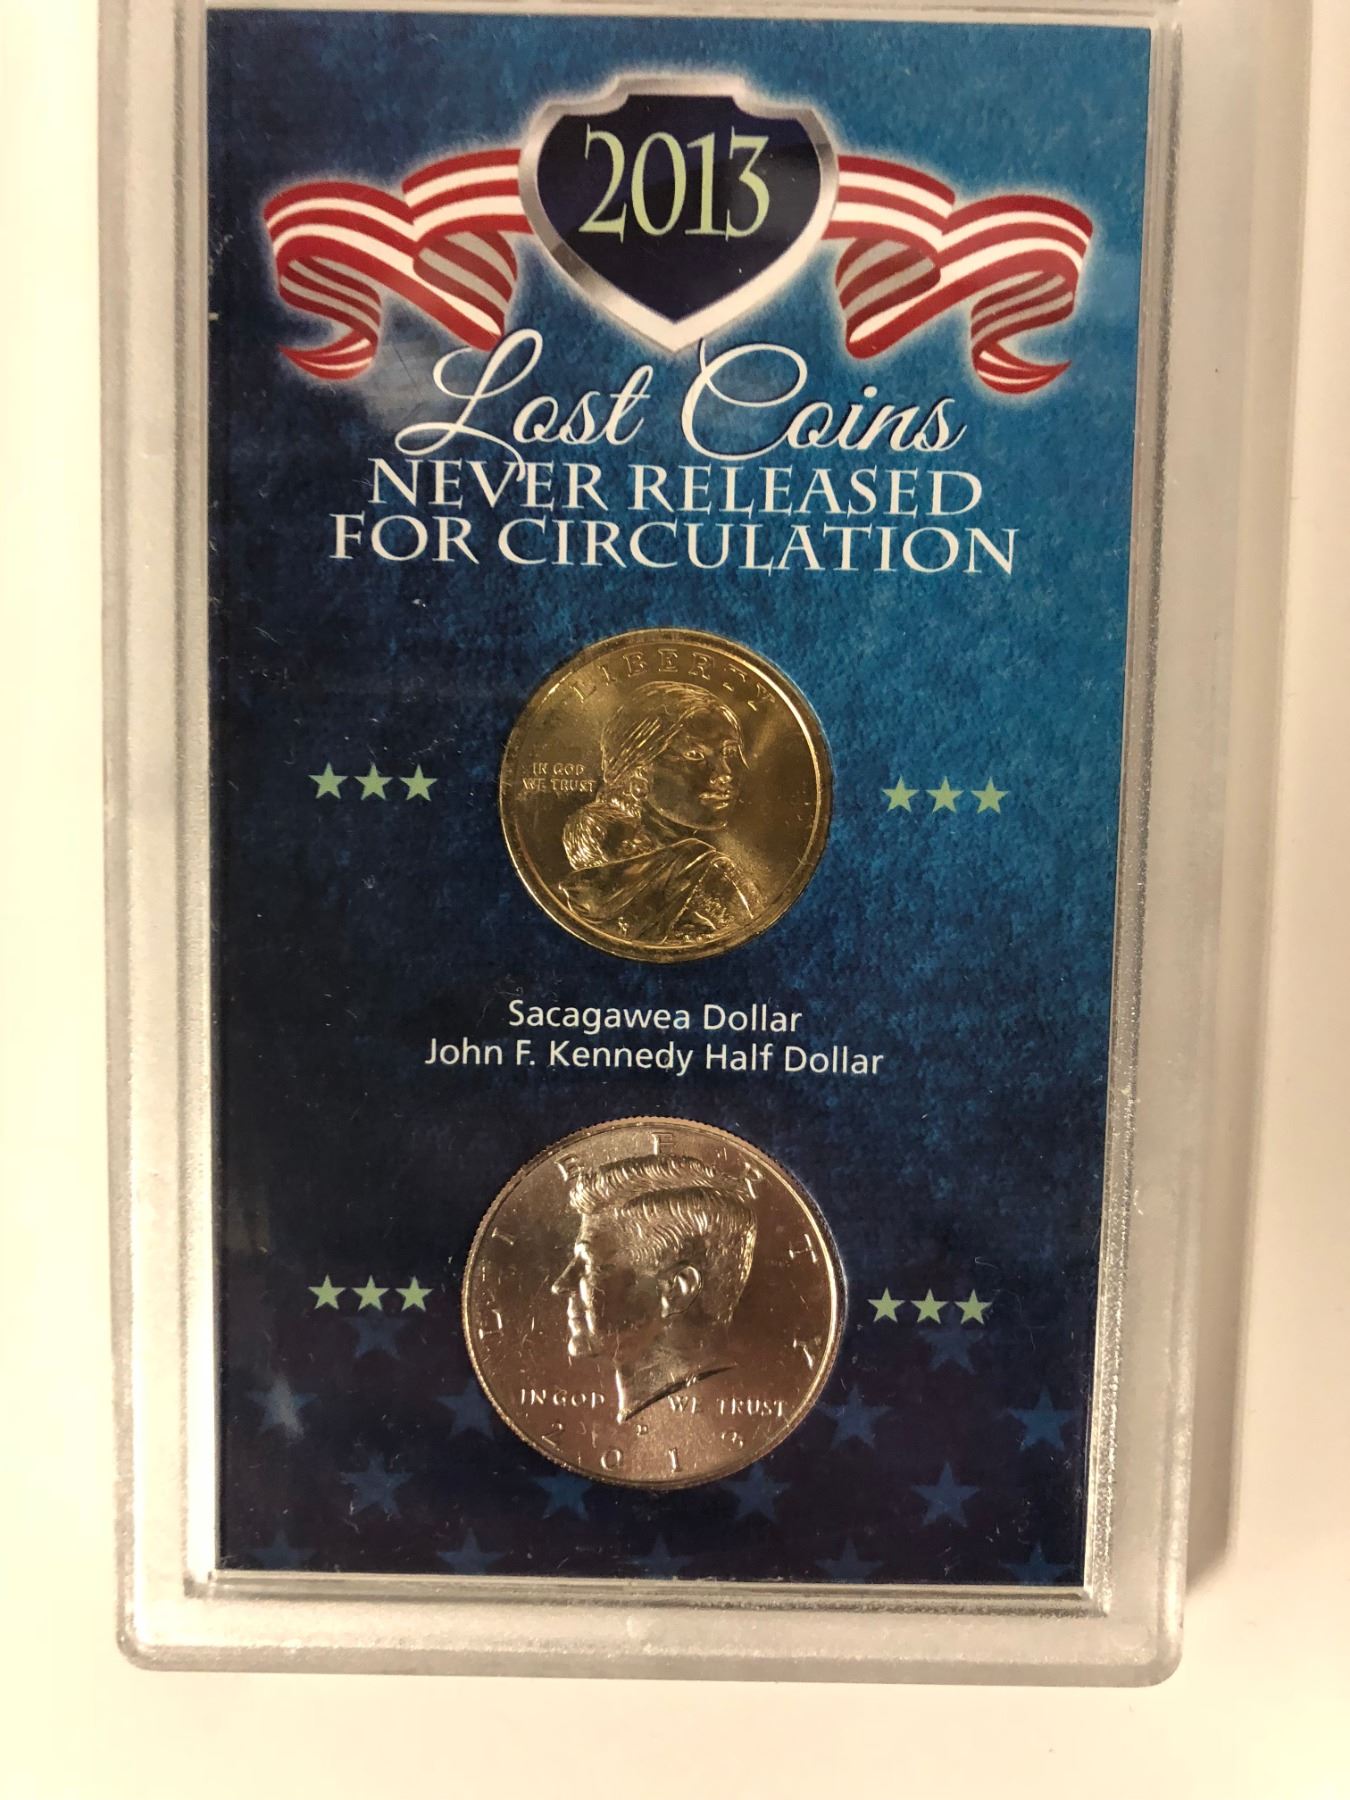 2013
Lost Coins
NEVER RELEASED
FOR CIRCULATION
LIBERTY
IN GOD
WE TRUST
Sacagawea Dollar
John F. Kennedy Half Dollar
LIBERTY
IN GOD WE TRUST
D
2013